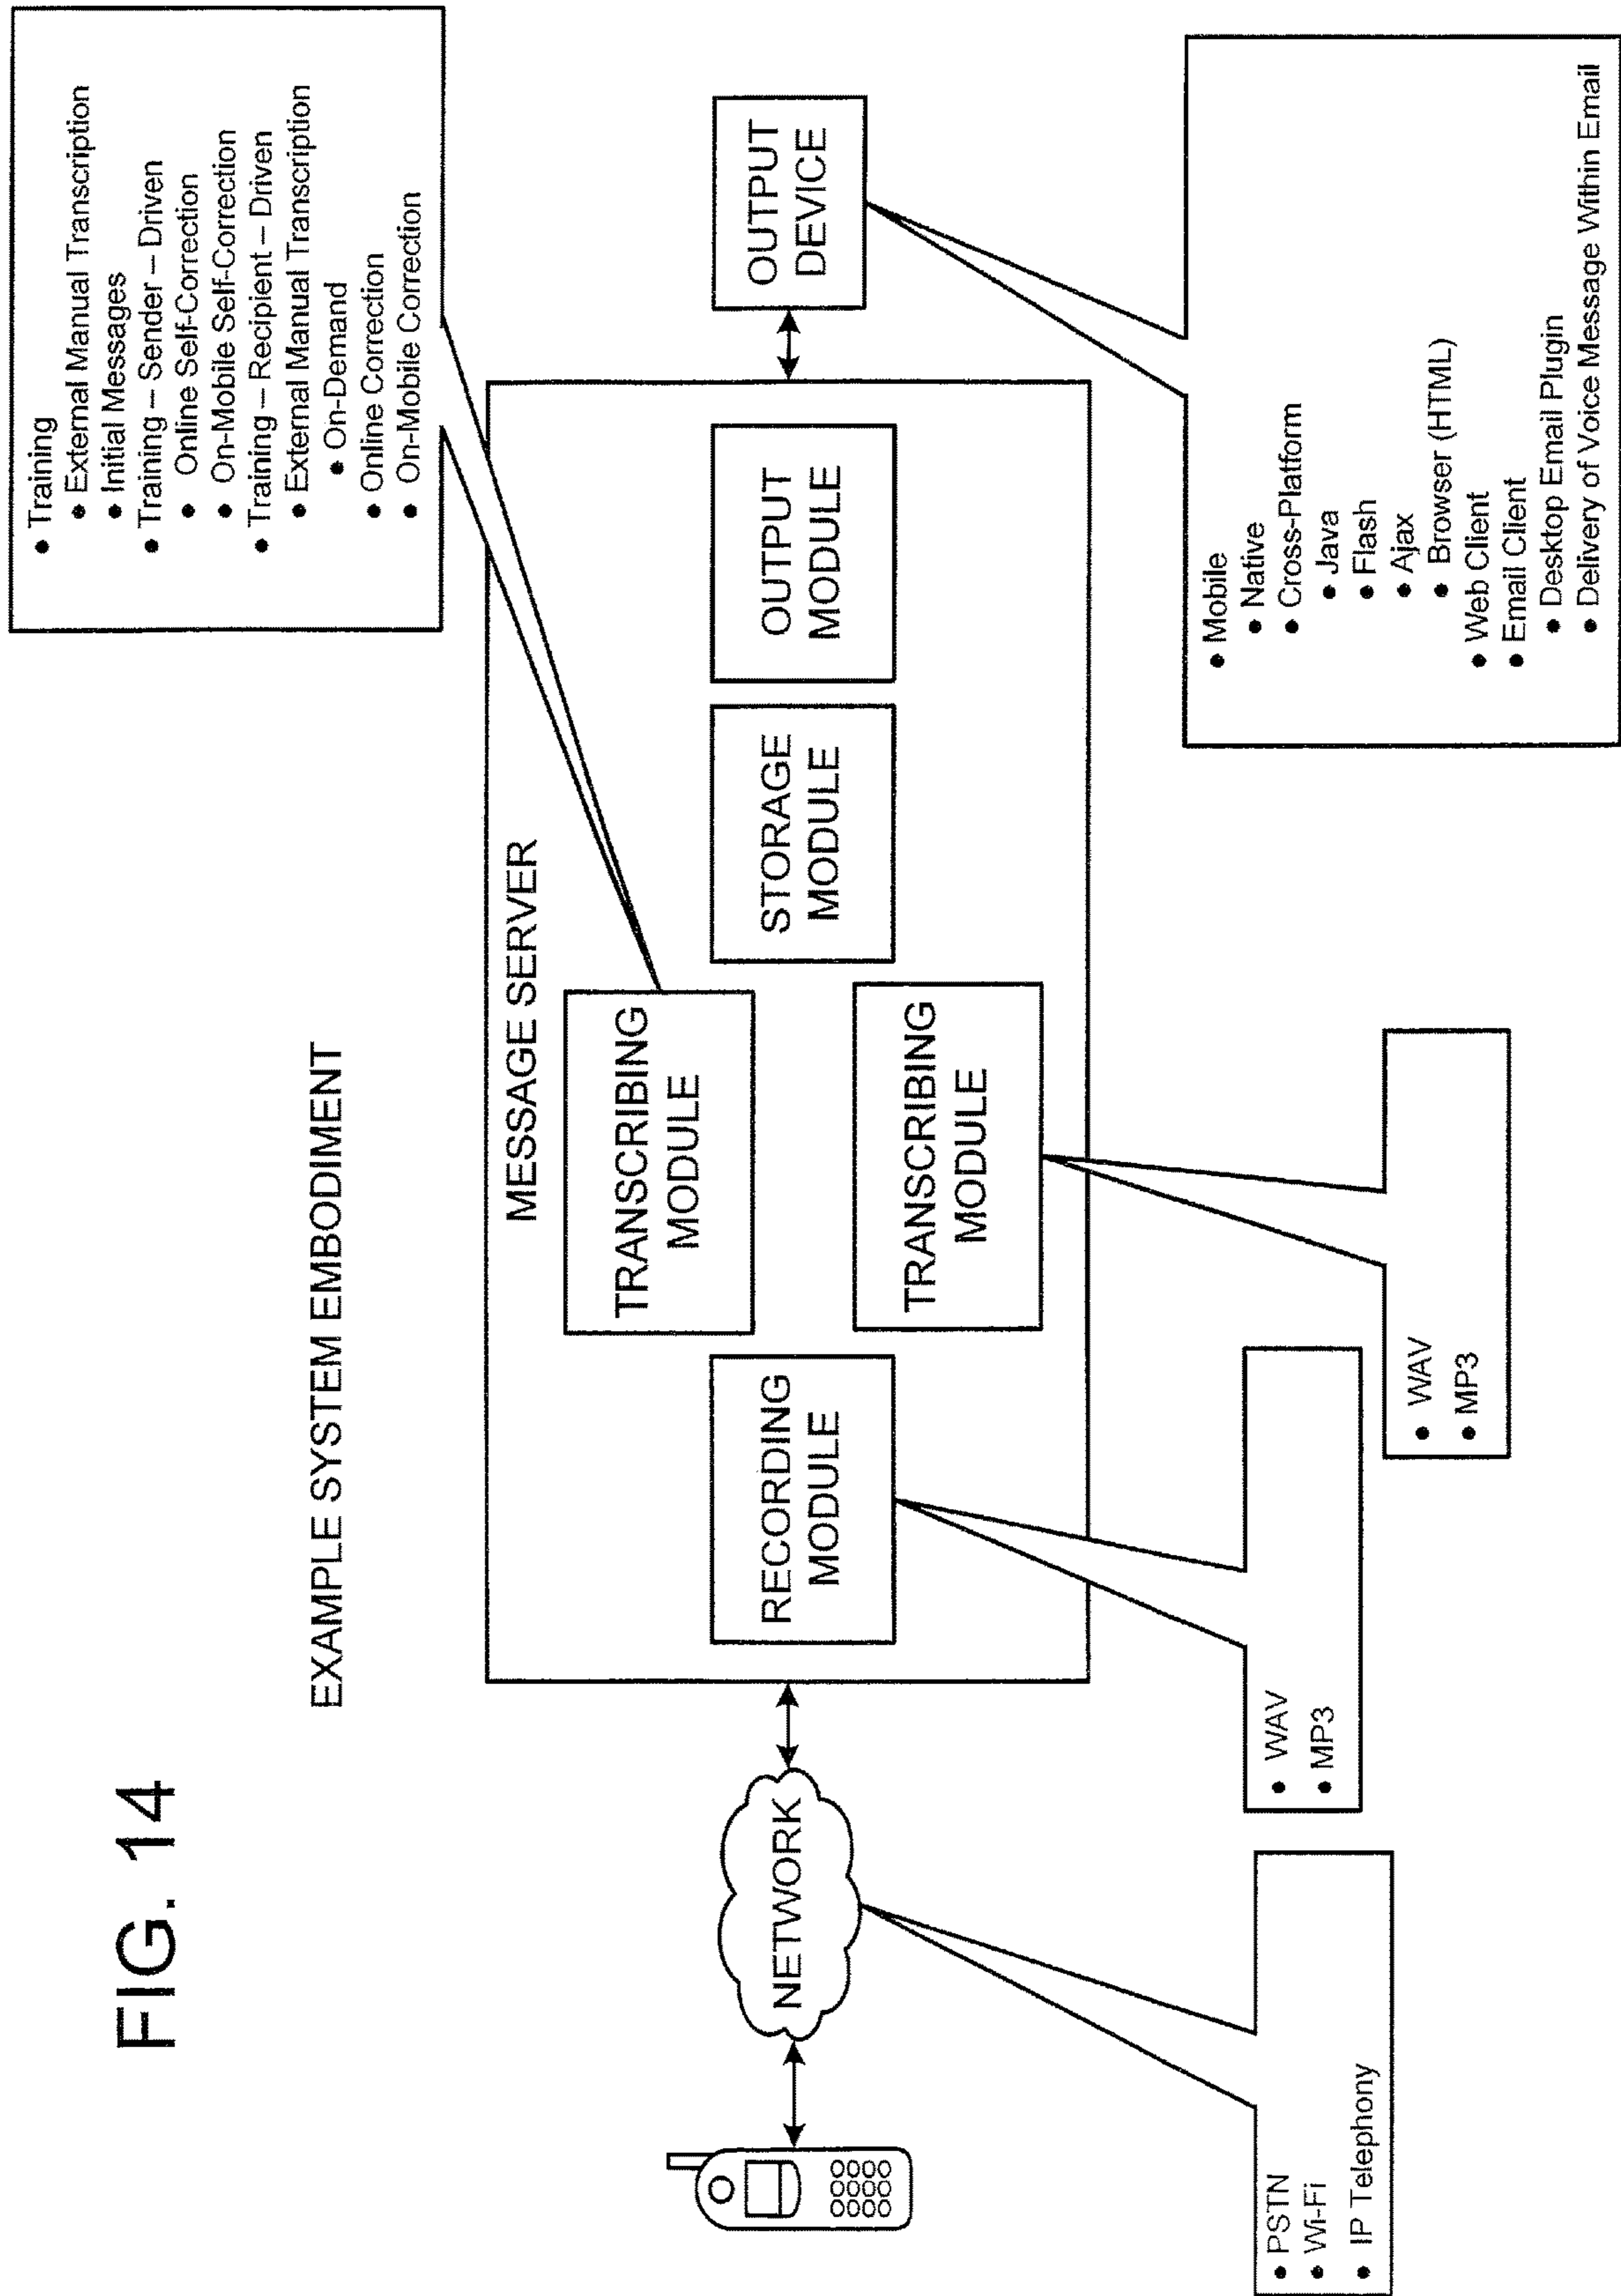 FIG. 14
EXAMPLE SYSTEM EMBODIMENT
• Training
• External Manual Transcription
• Initial Messages
• Training – Sender – Driven
• Online Self-Correction
• On-Mobile Self-Correction
• Training – Recipient – Driven
• External Manual Transcription
• On-Demand
• Online Correction
• On-Mobile Correction
MESSAGE SERVER
NETWORK
RECORDING
MODULE
TRANSCRIBING
MODULE
TRANSCRIBING
MODULE
STORAGE
MODULE
OUTPUT
MODULE
OUTPUT
DEVICE
• PSTN
• Wi-Fi
• IP Telephony
• WAV
• MP3
• WAV
• MP3
• Mobile
• Native
• Cross-Platform
• Java
• Flash
• Ajax
• Browser (HTML)
• Web Client
• Email Client
• Desktop Email Plugin
• Delivery of Voice Message Within Email